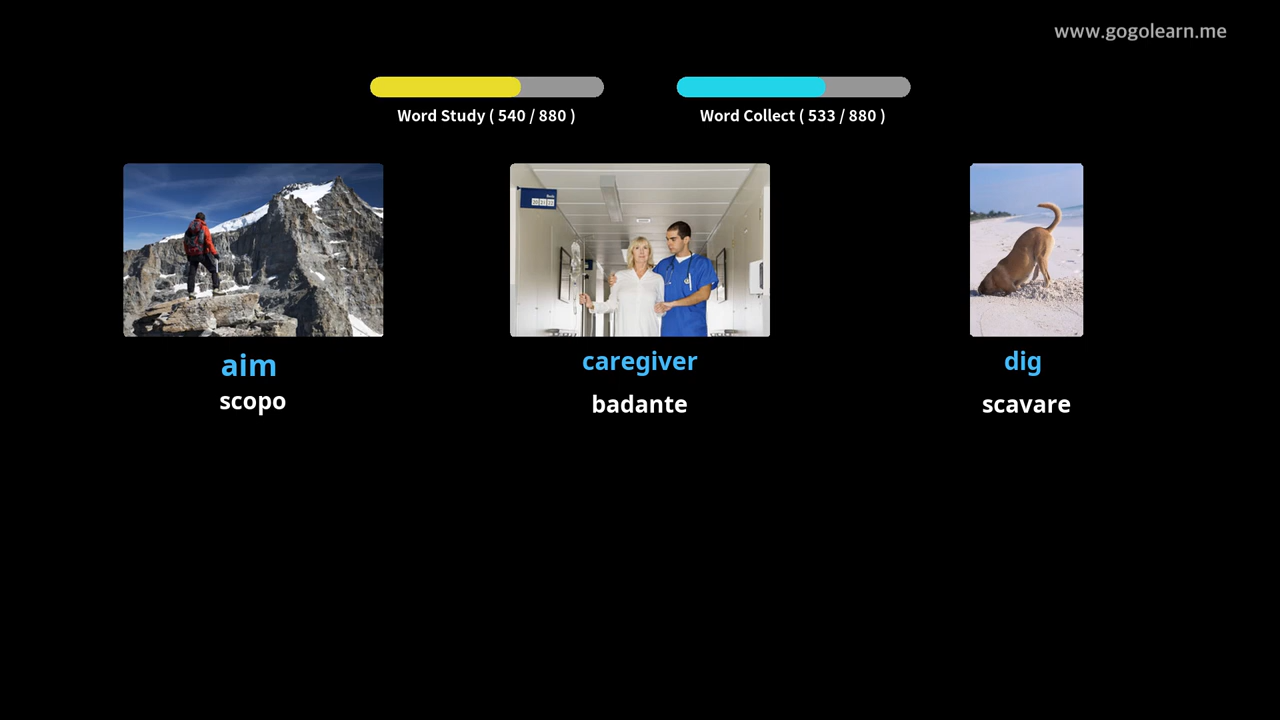 www.gogolearn.me
Word Study ( 540 / 880 )
Word Collect ( 533 / 880 )
aim
scopo
caregiver
badante
dig
scavare